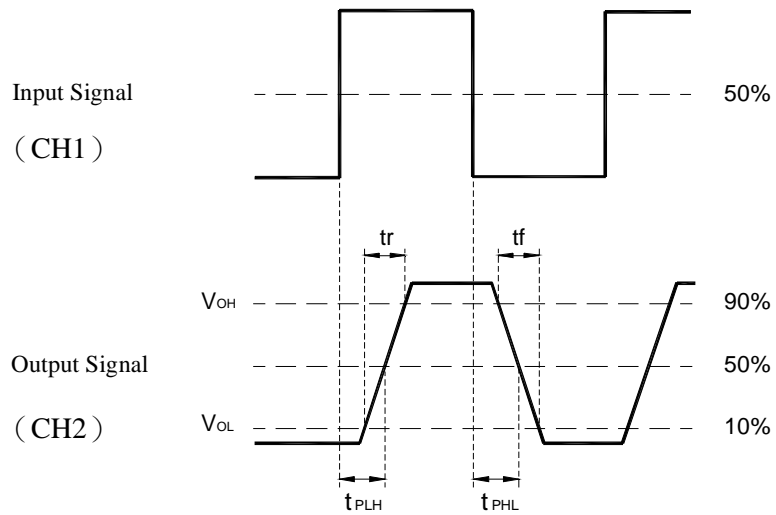 Input Signal
50%
（CH1）
tr
tf
VOH
90%
Output Signal
50%
（CH2）
VOL
10%
tPLH
tPHL